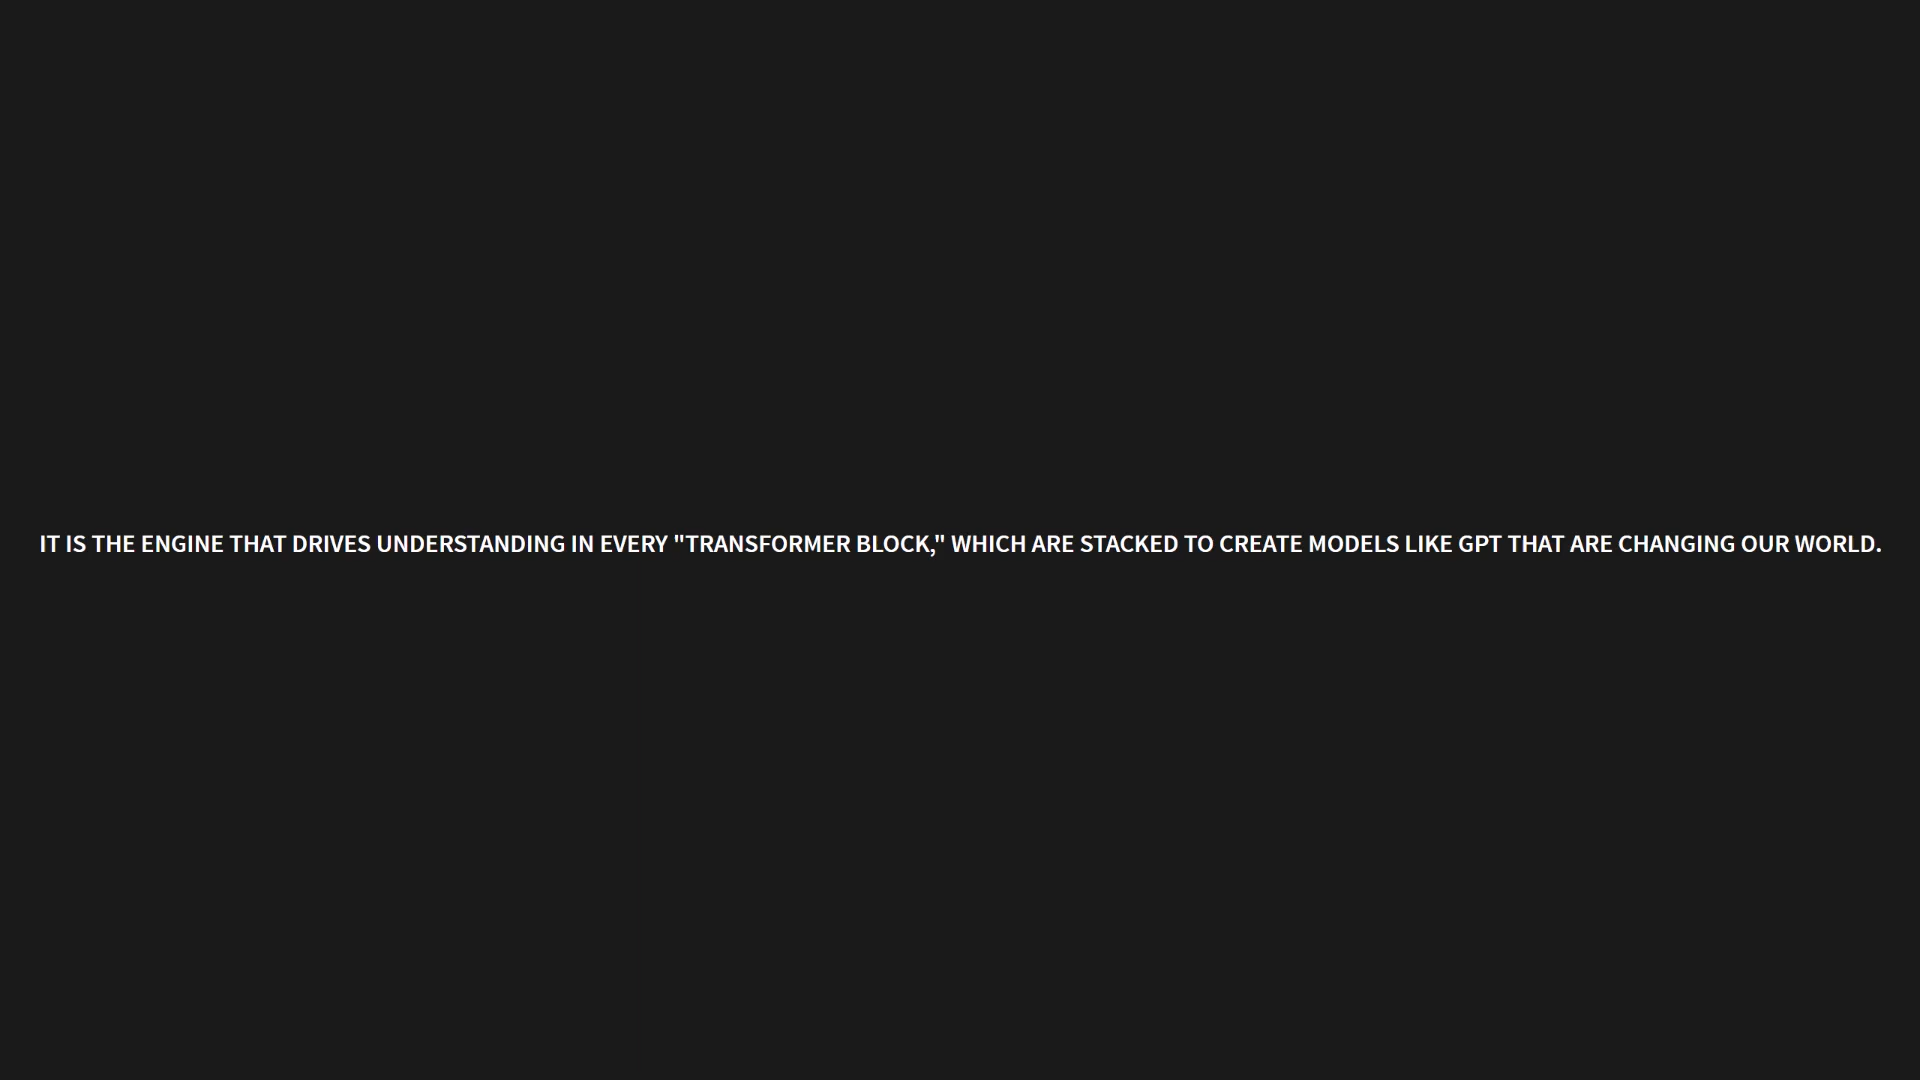 IT IS THE ENGINE THAT DRIVES UNDERSTANDING IN EVERY "TRANSFORMER BLOCK," WHICH ARE STACKED TO CREATE MODELS LIKE GPT THAT ARE CHANGING OUR WORLD.